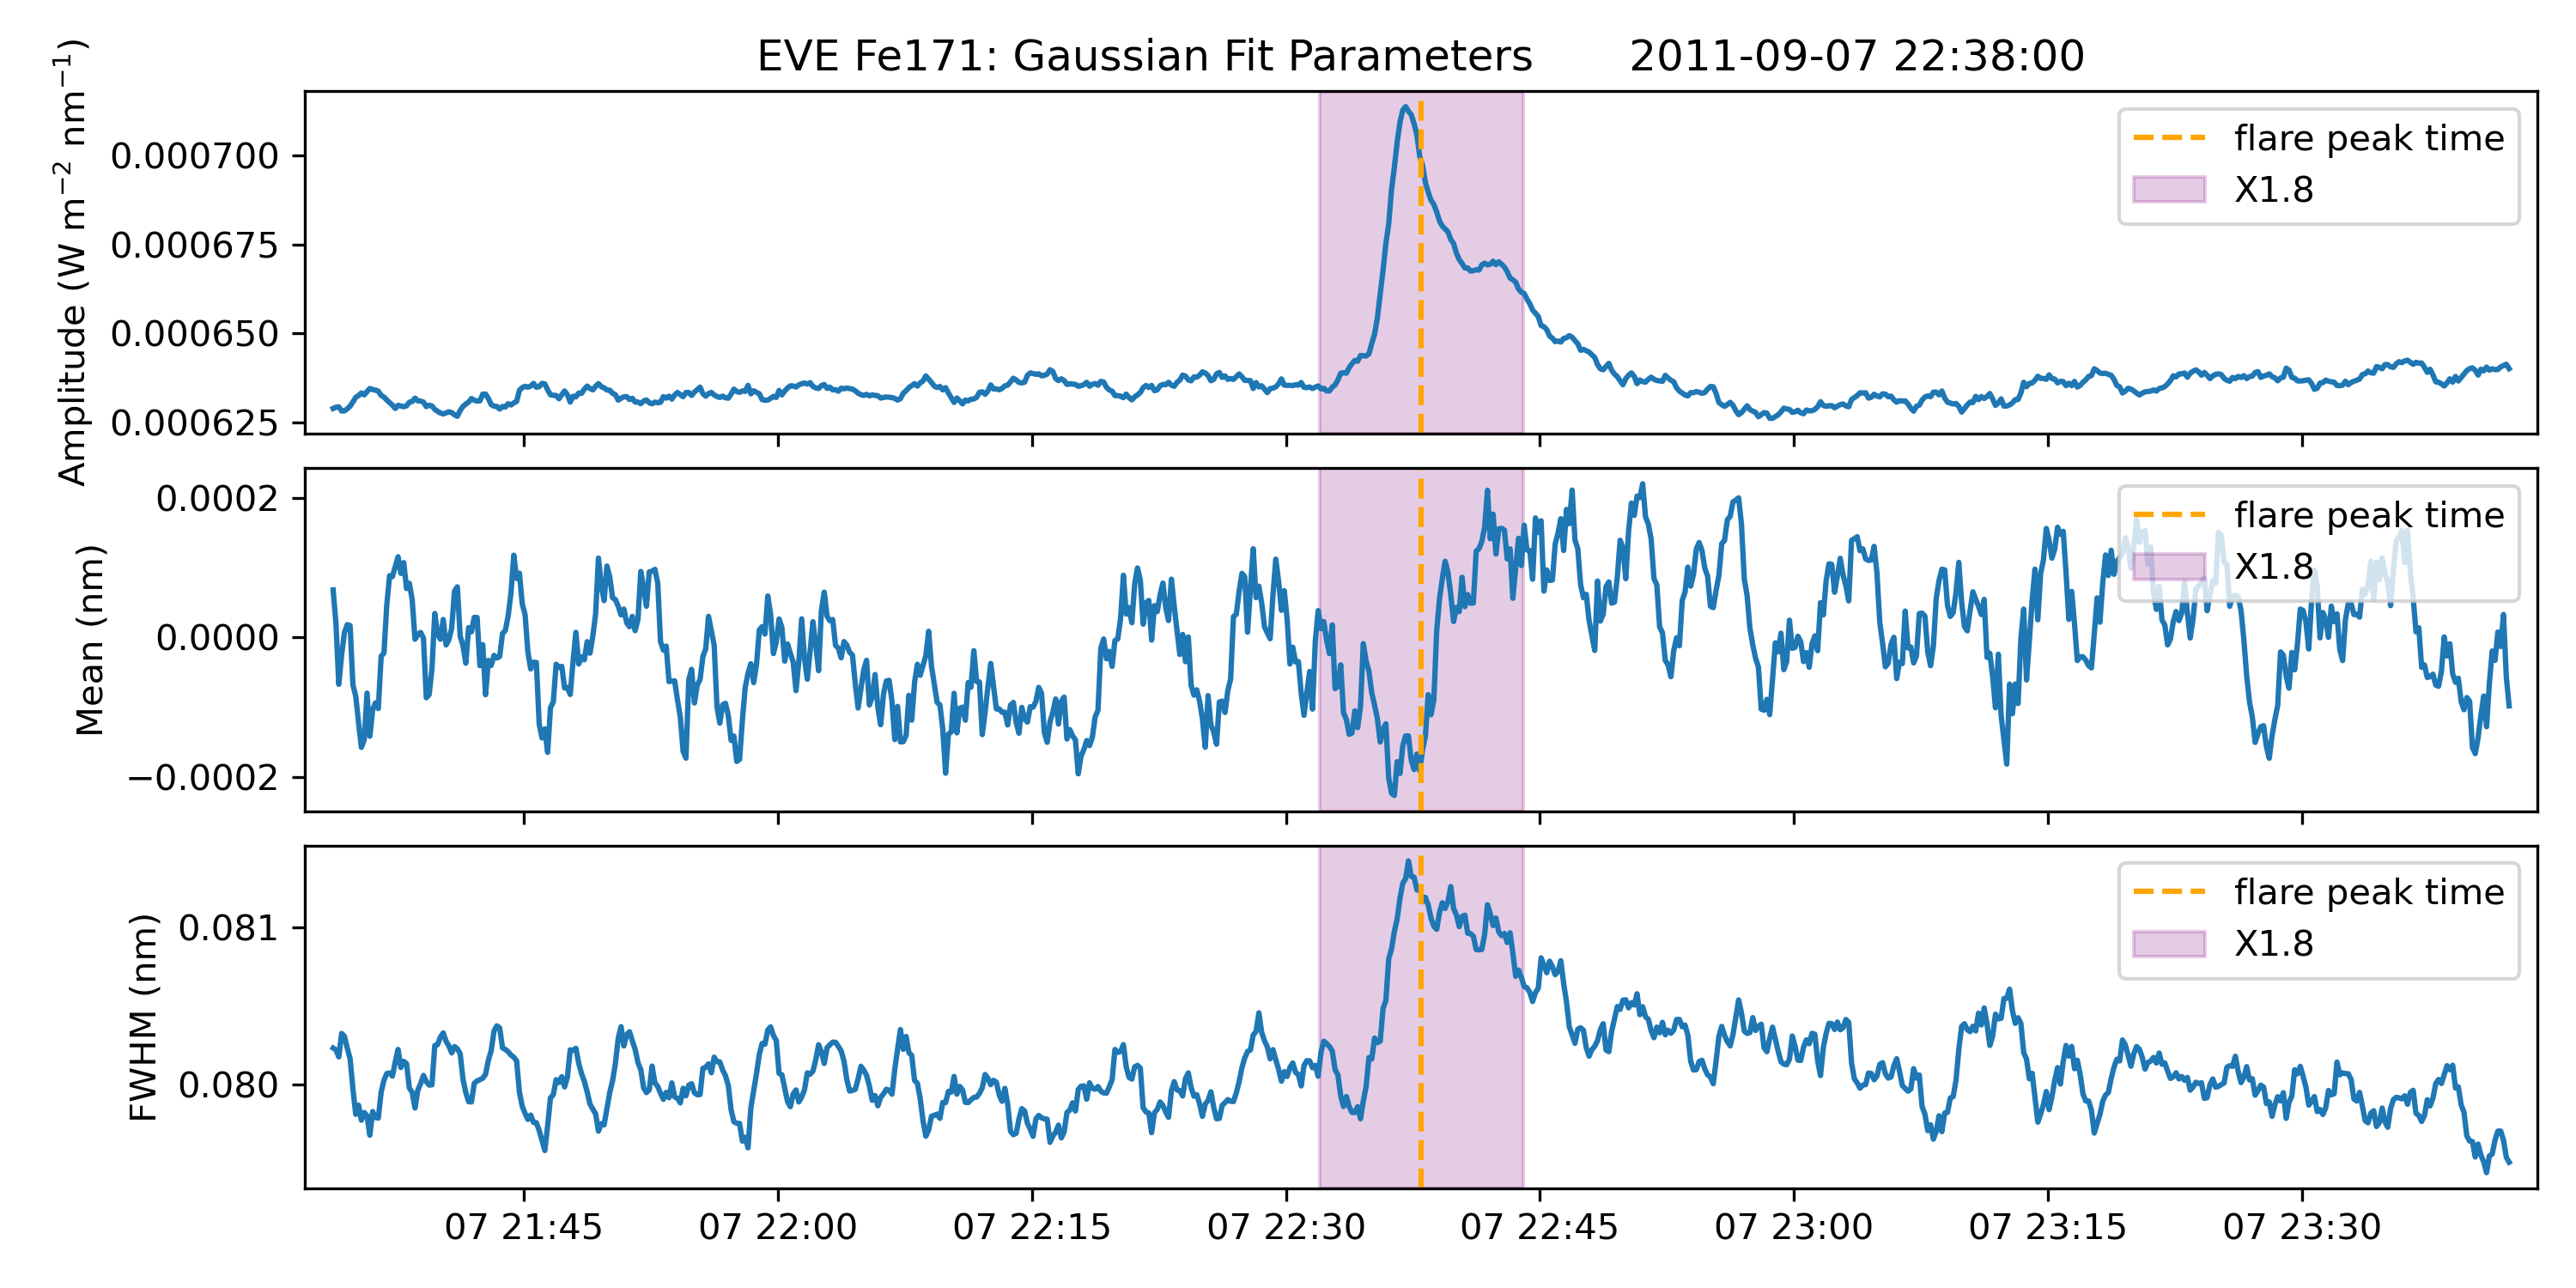 EVE Fe171: Gaussian Fit Parameters 2011-09-07 22:38:00
Amplitude (W m⁻² nm⁻¹)
0.000700
0.000675
0.000650
0.000625
flare peak time
X1.8
Mean (nm)
0.0002
0.0000
−0.0002
flare peak time
X1.8
FWHM (nm)
0.081
0.080
flare peak time
X1.8
07 21:45 07 22:00 07 22:15 07 22:30 07 22:45 07 23:00 07 23:15 07 23:30